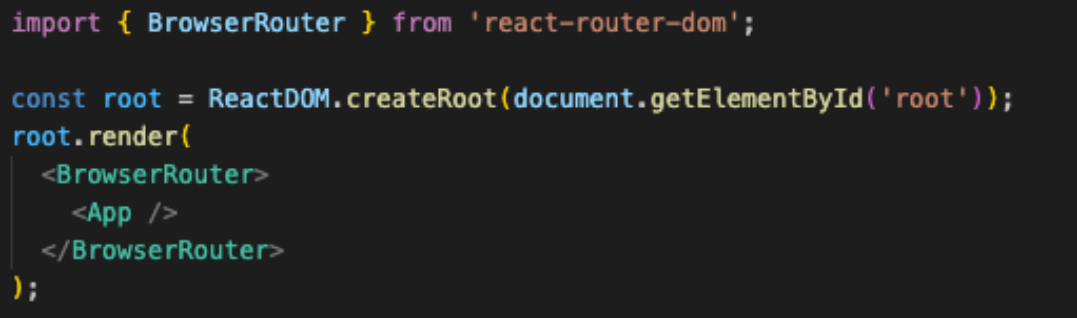 import { BrowserRouter } from 'react-router-dom';
const root = ReactDOM.createRoot(document.getElementById('root'));
root.render(
<BrowserRouter>
<App />
</BrowserRouter>
);